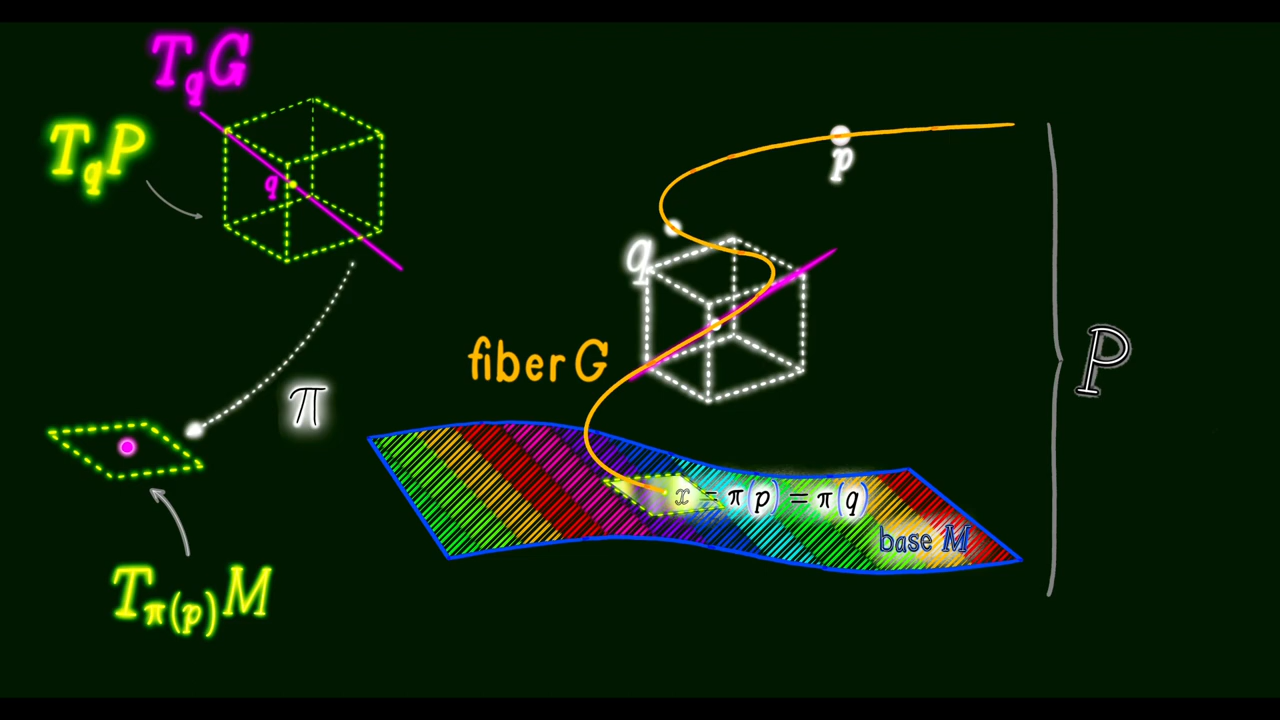 T_qG
T_qP
q
π
T_π(p)M
p
q
fiber G
x = π(p) = π(q)
base M
P